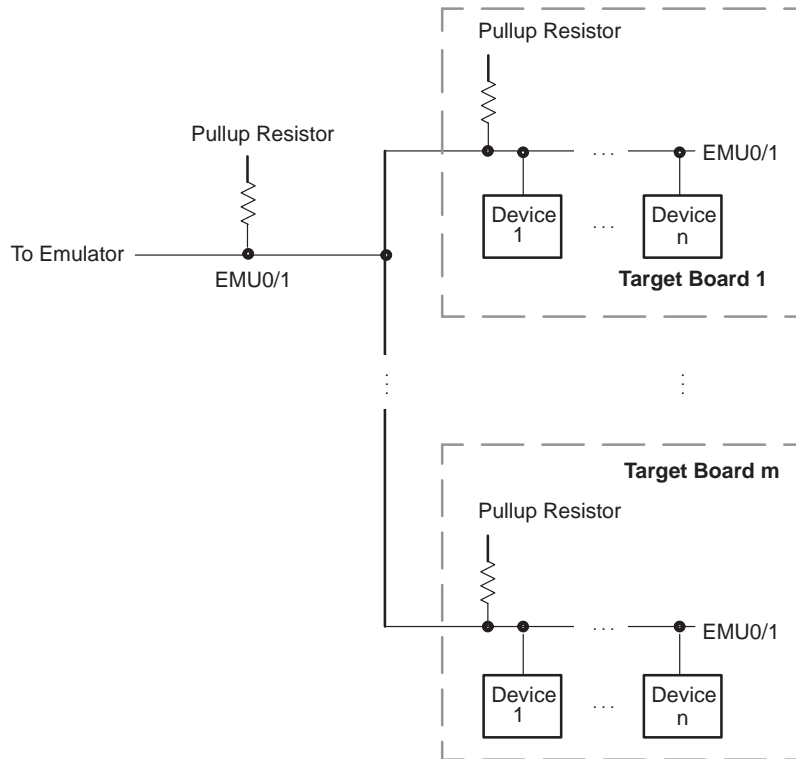 Pullup Resistor
Pullup Resistor
. . .
EMU0/1
Device
1
. . .
Device
n
To Emulator
EMU0/1
Target Board 1
. . .
. . .
Target Board m
Pullup Resistor
. . .
EMU0/1
Device
1
. . .
Device
n